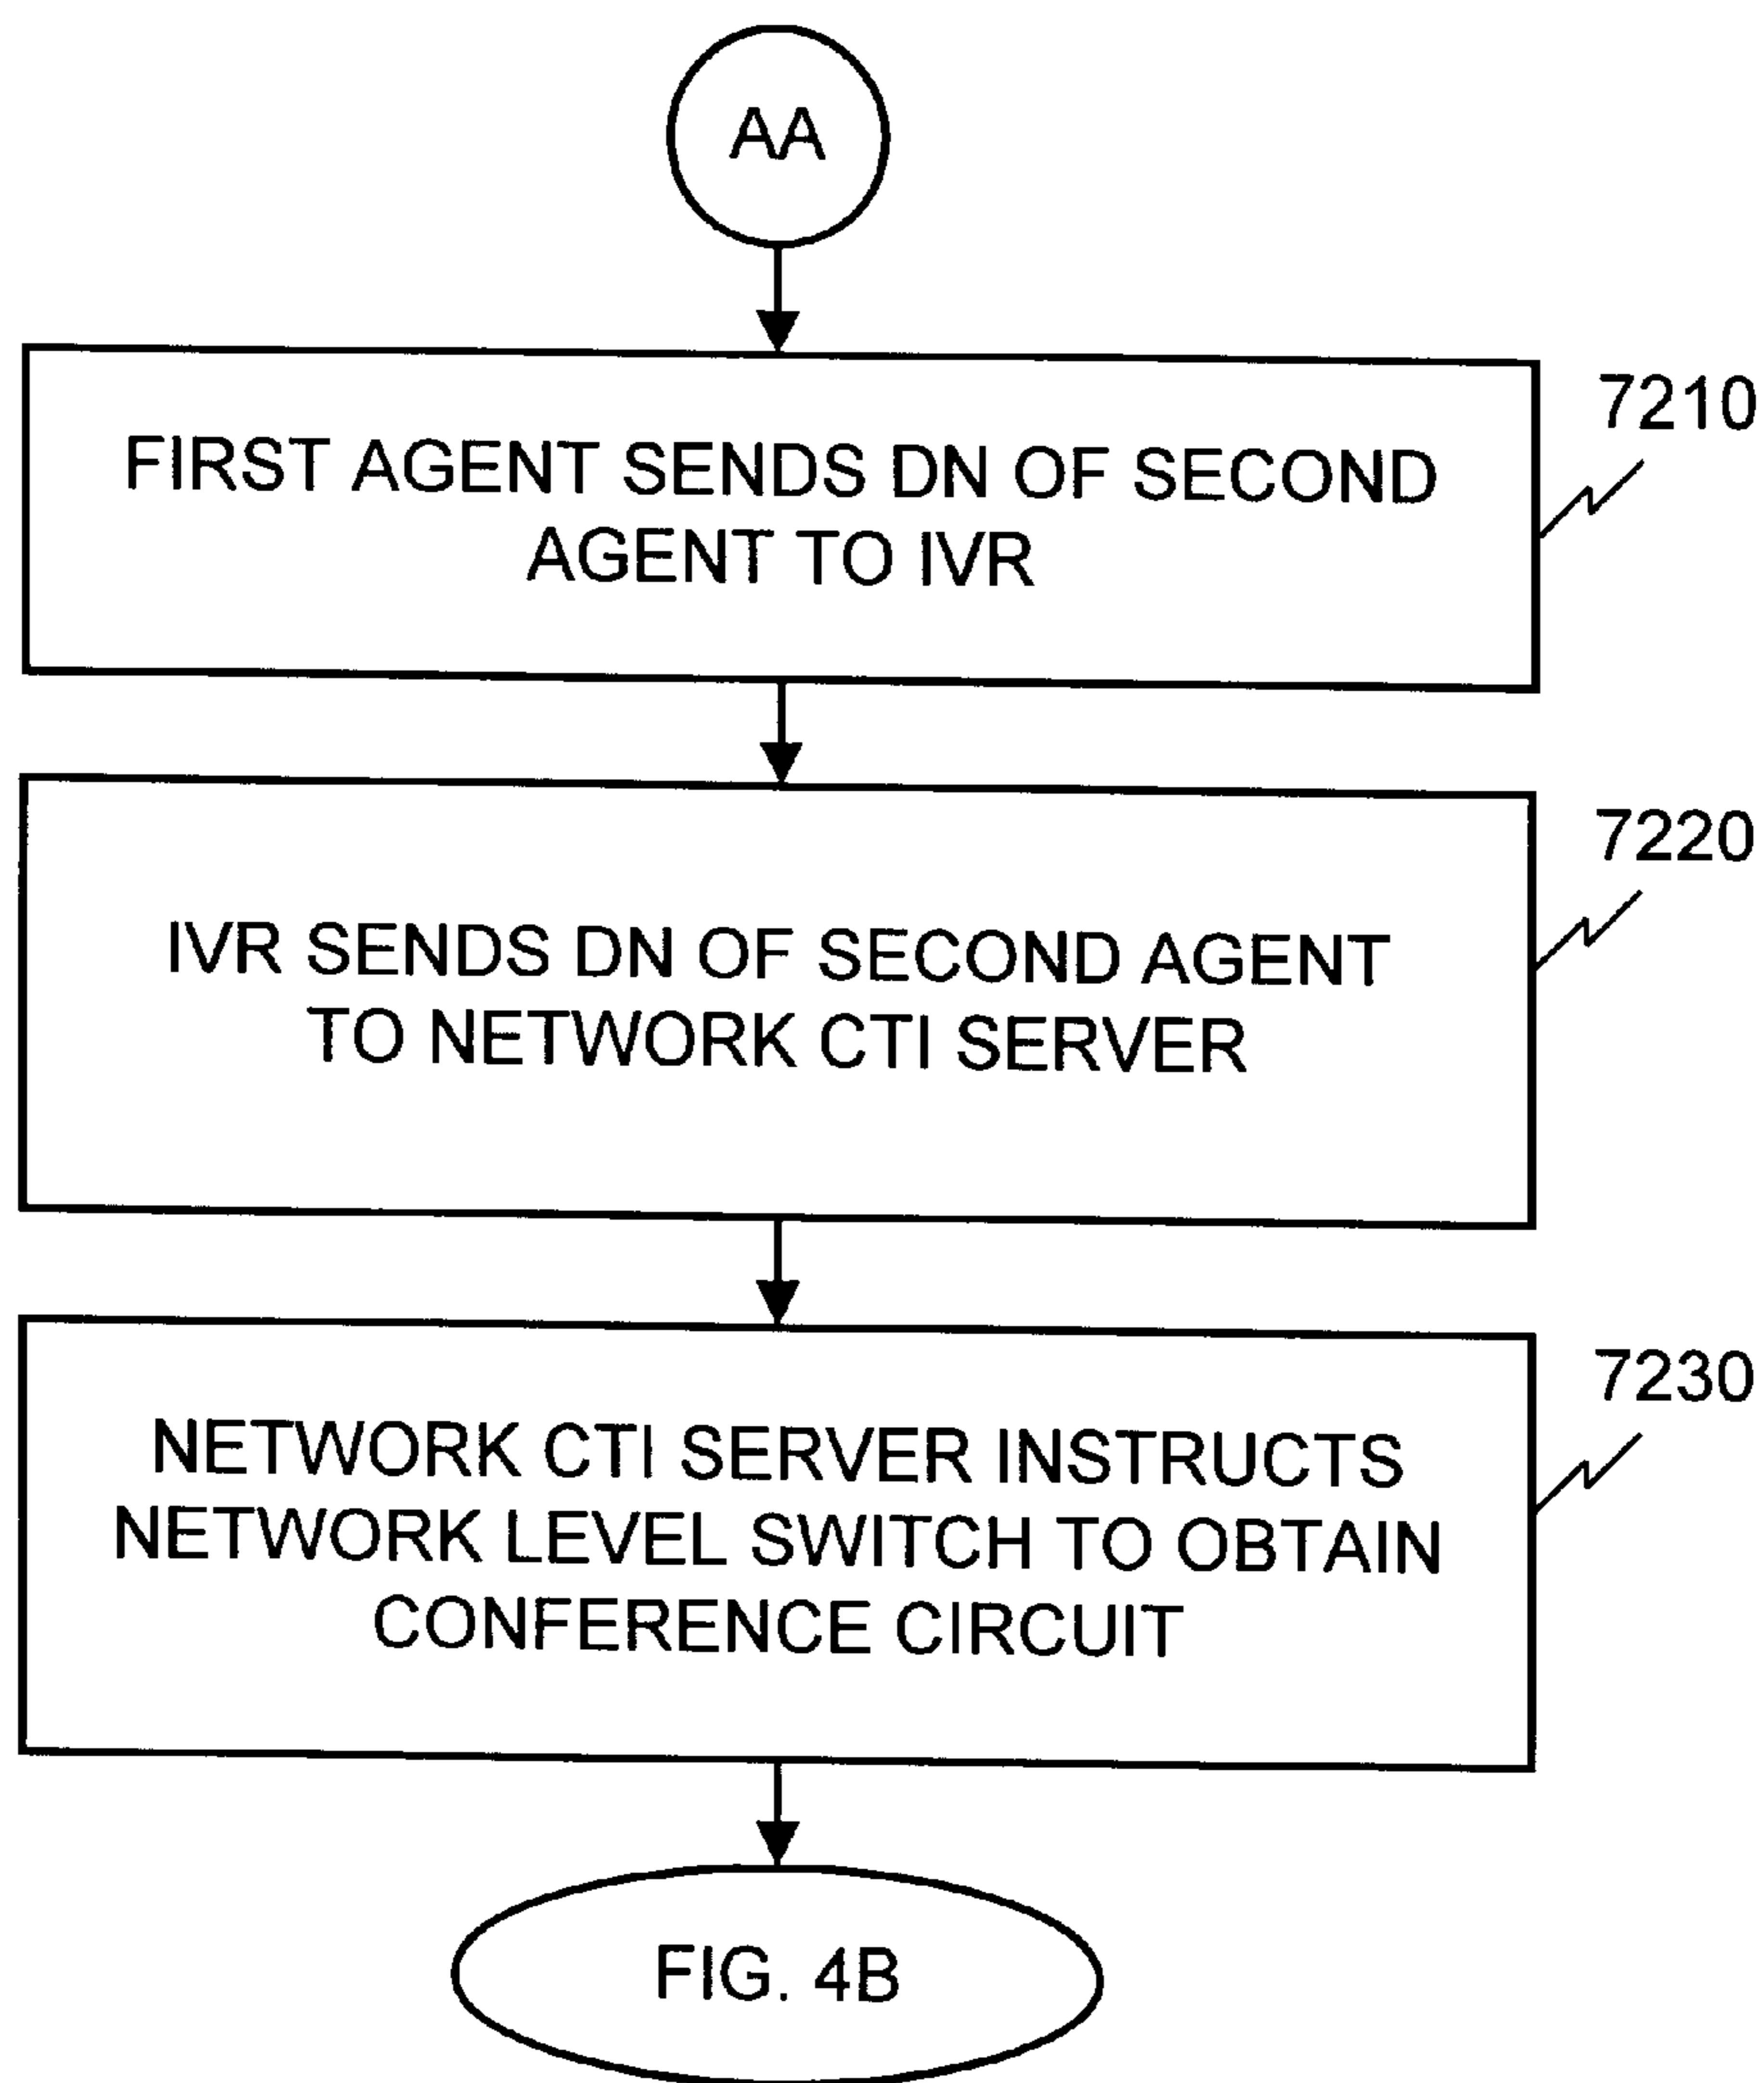 AA
FIRST AGENT SENDS DN OF SECOND
AGENT TO IVR
7210
IVR SENDS DN OF SECOND AGENT
TO NETWORK CTI SERVER
7220
NETWORK CTI SERVER INSTRUCTS
NETWORK LEVEL SWITCH TO OBTAIN
CONFERENCE CIRCUIT
7230
FIG. 4B